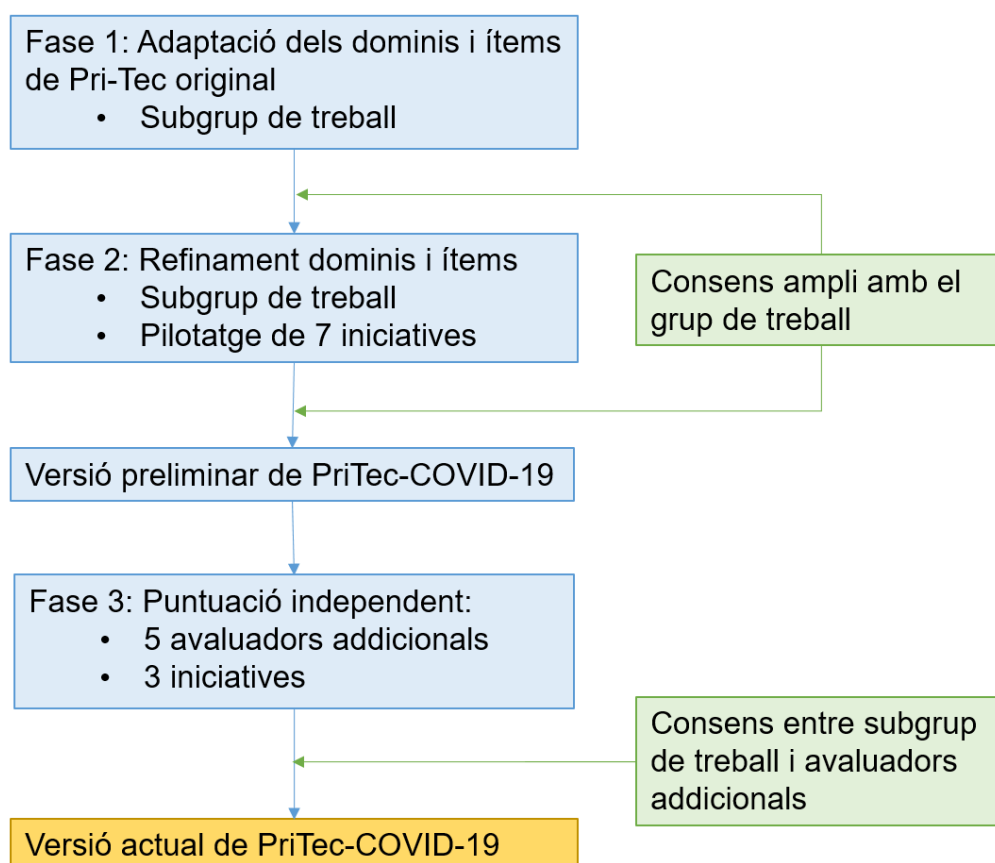 Fase 1: Adaptació dels dominis i ítems
de Pri-Tec original
• Subgrup de treball
Fase 2: Refinament dominis i ítems
• Subgrup de treball
• Pilotatge de 7 iniciatives
Consens ampli amb el
grup de treball
Versió preliminar de PriTec-COVID-19
Fase 3: Puntuació independent:
• 5 avaluadors addicionals
• 3 iniciatives
Consens entre subgrup
de treball i avaluadors
addicionals
Versió actual de PriTec-COVID-19